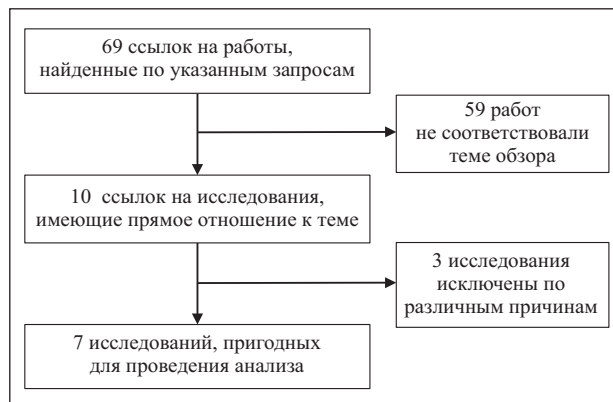 69 ссылок на работы,
найденные по указанным запросам
59 работ
не соответствовали
теме обзора
10 ссылок на исследования,
имеющие прямое отношение к теме
3 исследования
исключены по
различным причинам
7 исследований, пригодных
для проведения анализа